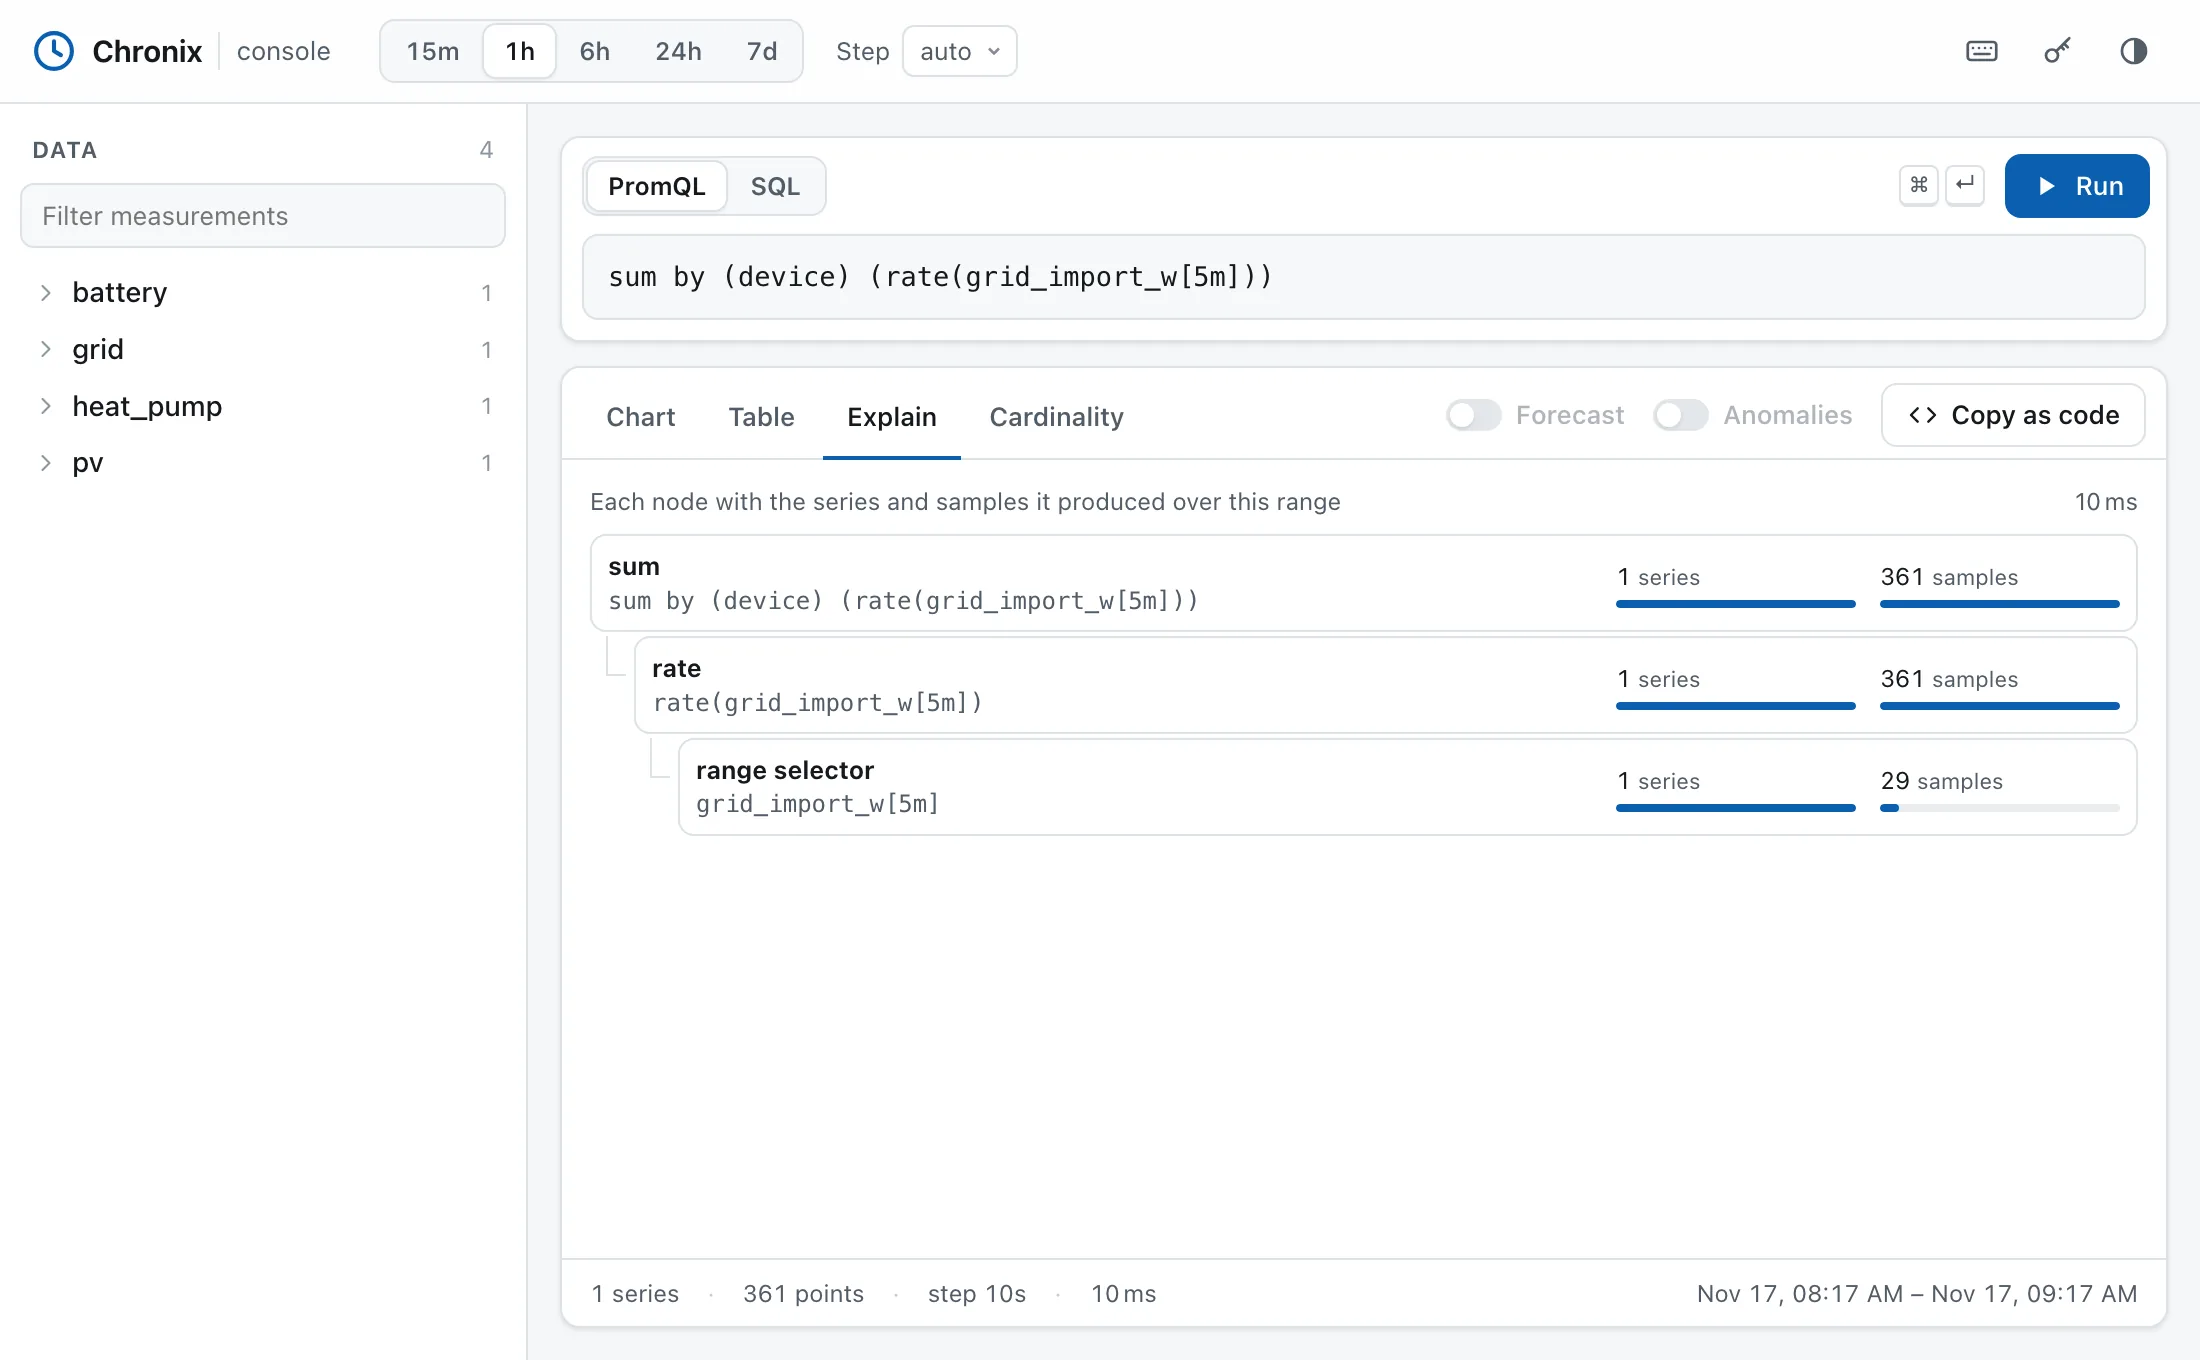 Chronix console 15m 1h 6h 24h 7d Step auto
DATA 4
Filter measurements
battery 1
grid 1
heat_pump 1
pv 1
PromQL SQL ⌘ ↵ Run
sum by (device) (rate(grid_import_w[5m]))
Chart Table Explain Cardinality Forecast Anomalies <> Copy as code
Each node with the series and samples it produced over this range 10 ms
sum
sum by (device) (rate(grid_import_w[5m]))
1 series 361 samples
rate
rate(grid_import_w[5m])
1 series 361 samples
range selector
grid_import_w[5m]
1 series 29 samples
1 series · 361 points · step 10s · 10 ms Nov 17, 08:17 AM – Nov 17, 09:17 AM